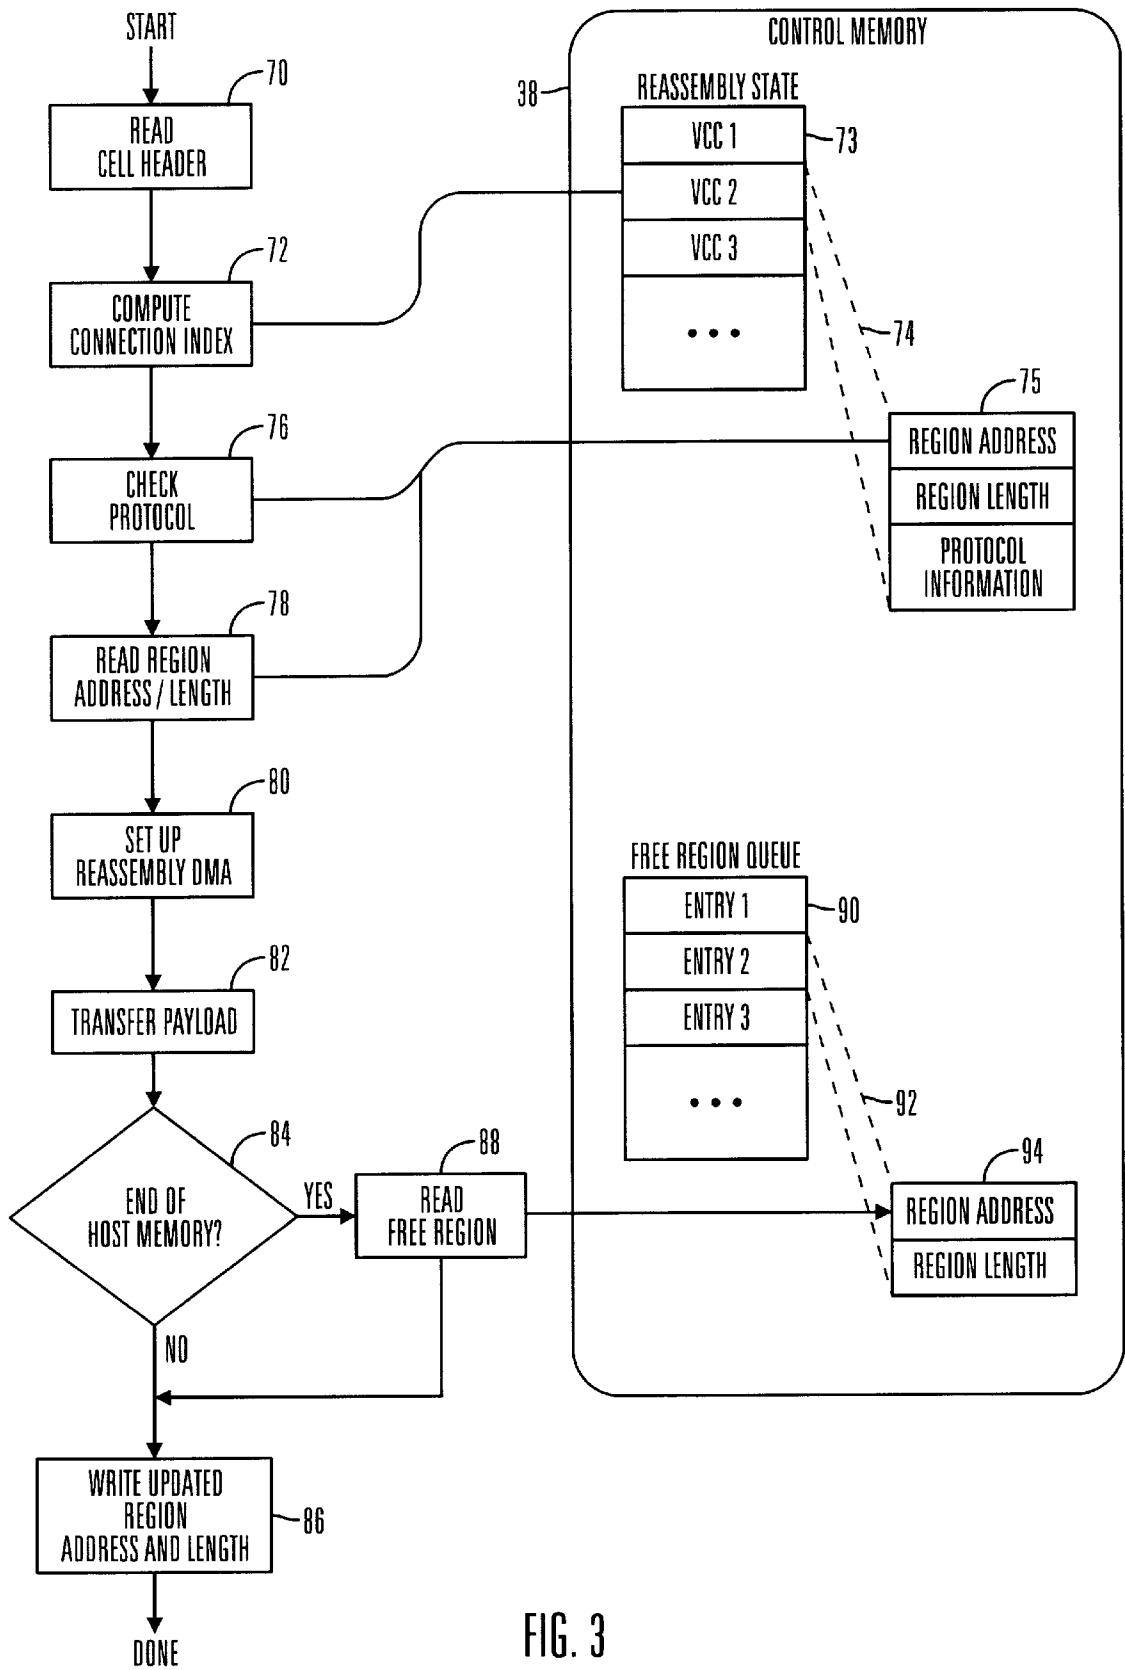 START
70
READ
CELL HEADER
72
COMPUTE
CONNECTION INDEX
76
CHECK
PROTOCOL
78
READ REGION
ADDRESS / LENGTH
80
SET UP
REASSEMBLY DMA
82
TRANSFER PAYLOAD
84
END OF
HOST MEMORY?
YES
NO
88
READ
FREE REGION
WRITE UPDATED
REGION
ADDRESS AND LENGTH
86
DONE
CONTROL MEMORY
38
REASSEMBLY STATE
VCC 1
73
VCC 2
VCC 3
• • •
74
75
REGION ADDRESS
REGION LENGTH
PROTOCOL
INFORMATION
FREE REGION QUEUE
ENTRY 1
90
ENTRY 2
ENTRY 3
• • •
92
94
REGION ADDRESS
REGION LENGTH
FIG. 3